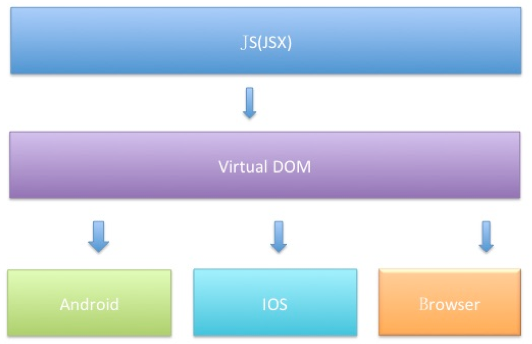 JS(JSX)
Virtual DOM
Android
IOS
Browser